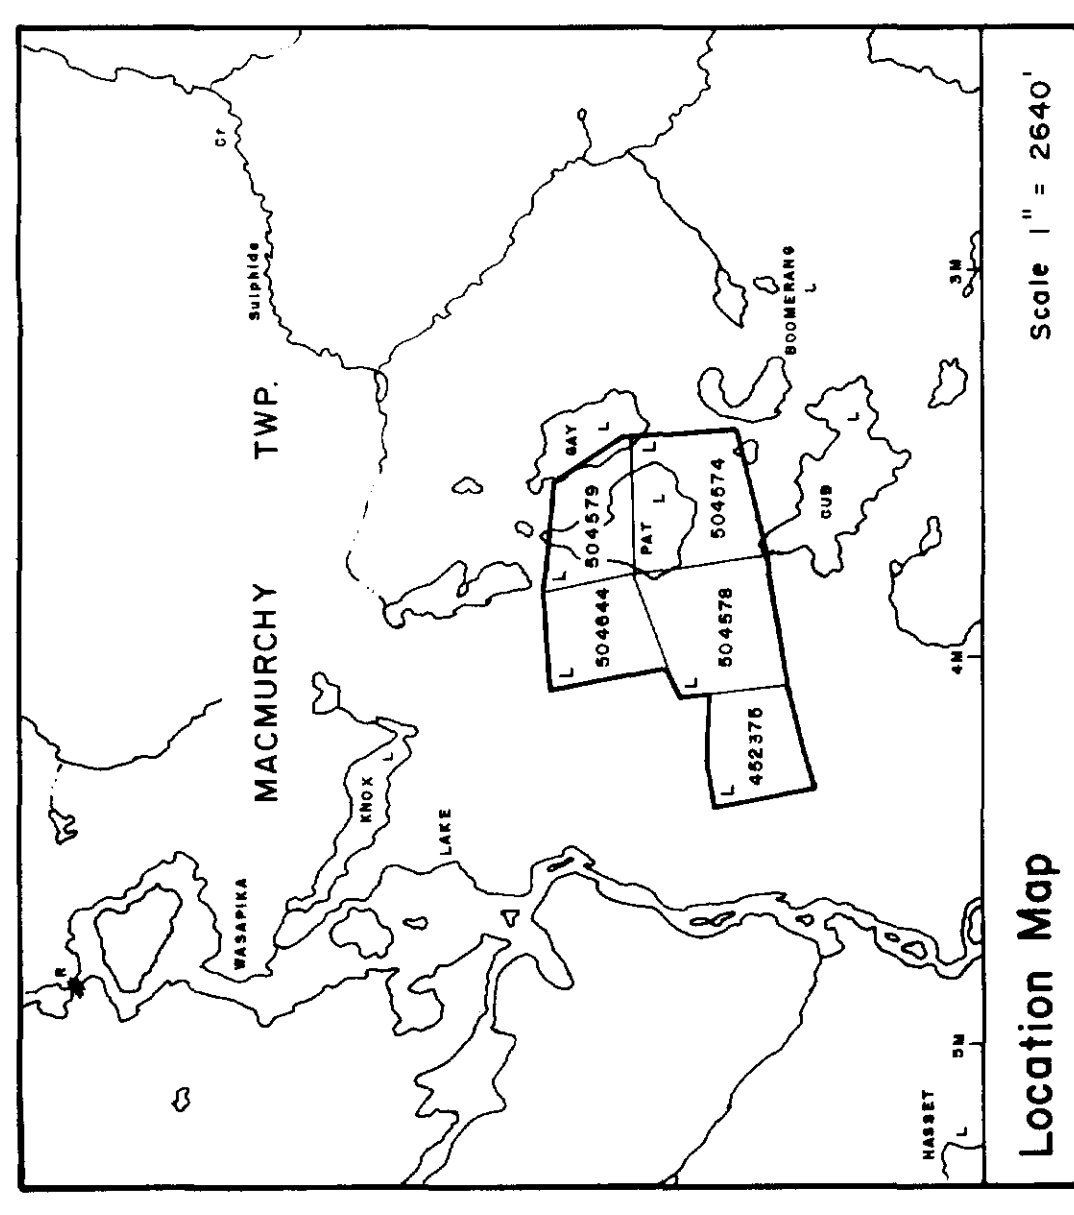 Cr
Sulphide
MACMURCHY TWP.
R
WASAPIKA
LAKE
KNOX
L
GAY
L
L
504579
L
504644
PAT
L
L
504574
L
504578
L
452375
BOOMERANG
L
CUB
L
3M
4M
5M
HASSET
L
Location Map
Scale 1" = 2640'